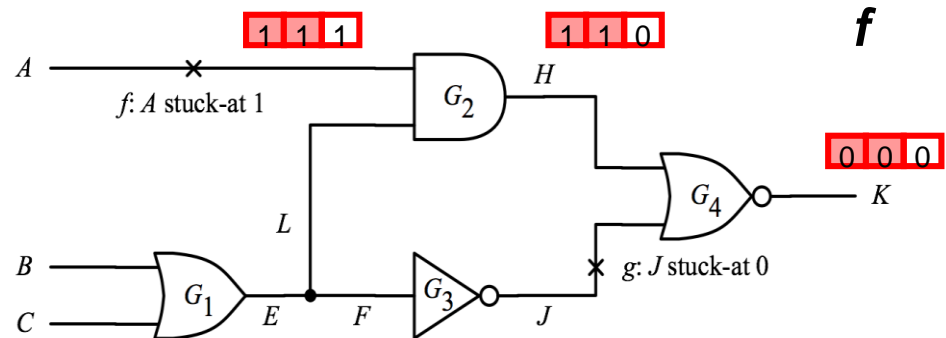 1 1 1
1 1 0
f
A
H
G2
f: A stuck-at 1
0 0 0
G4
K
L
B
G1
G3
g: J stuck-at 0
C
E
F
J